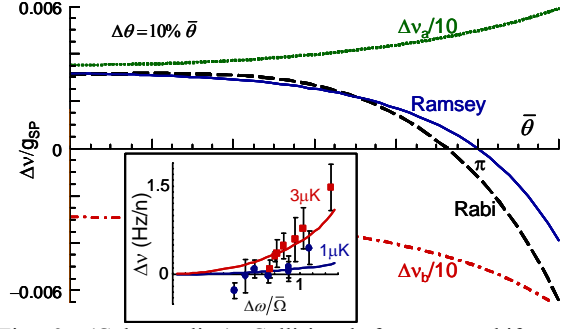 0.006
Δθ=10% θ̄
Δν_a/10
Ramsey
θ̄
Δν/g_SP
0
π
Rabi
1.5
3μK
Δν (Hz/n)
1μK
0
1
Δω/Ω̄
Δν_b/10
−0.006